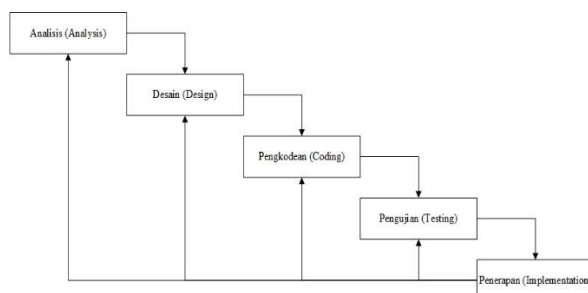 Analisis (Analysis)
Desain (Design)
Pengkodean (Coding)
Pengujian (Testing)
Penerapan (Implementation